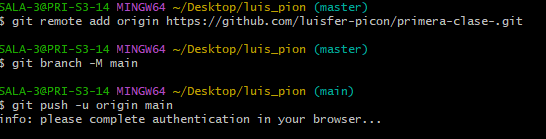 SALA-3@PRI-S3-14 MINGW64 ~/Desktop/luis_pion (master)
$ git remote add origin https://github.com/luisfer-picon/primera-clase-.git
SALA-3@PRI-S3-14 MINGW64 ~/Desktop/luis_pion (master)
$ git branch -M main
SALA-3@PRI-S3-14 MINGW64 ~/Desktop/luis_pion (main)
$ git push -u origin main
info: please complete authentication in your browser...